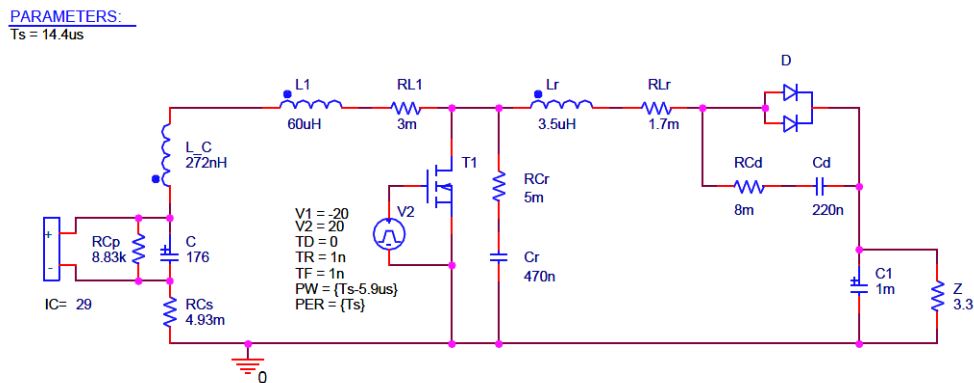 PARAMETERS:
Ts = 14.4us
D
L1
RL1
Lr
RLr
60uH
3m
3.5uH
1.7m
L_C
272nH
T1
RCr
5m
RCd
Cd
8m
220n
V1 = -20
V2 = 20
TD = 0
TR = 1n
TF = 1n
PW = {Ts-5.9us}
PER = {Ts}
V2
+
-
RCp
8.83k
C
176
Cr
470n
C1
1m
Z
3.3
IC= 29
RCs
4.93m
0